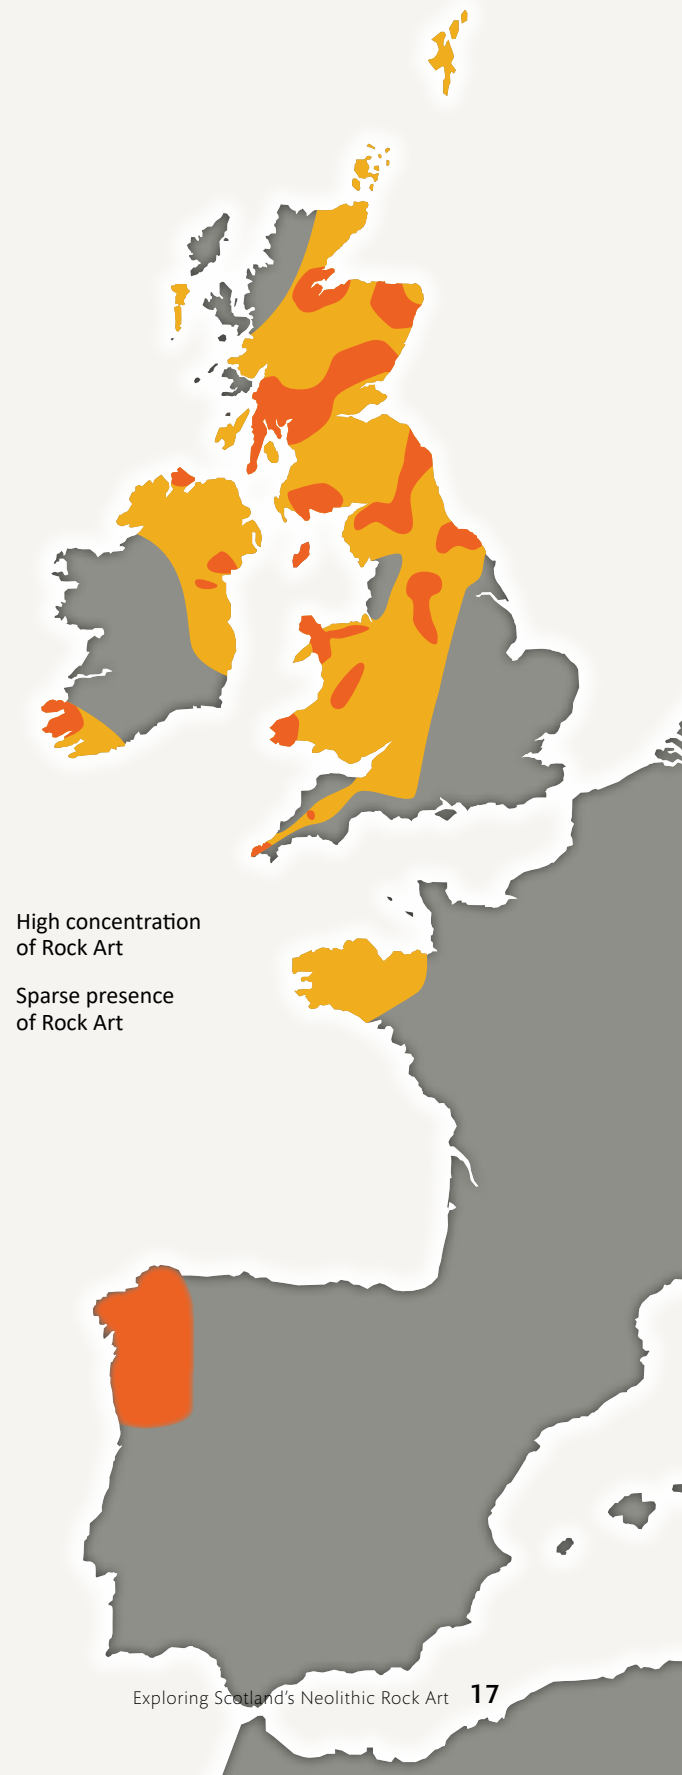 High concentration
of Rock Art
Sparse presence
of Rock Art
Exploring Scotland's Neolithic Rock Art 17